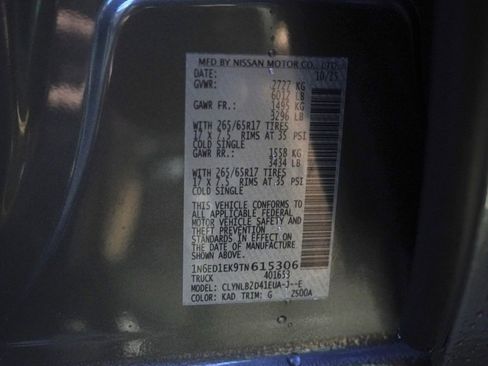 MFD BY NISSAN MOTOR CO., LTD.
DATE: 10/25
GVWR: 2727 KG
6012 LB
GAWR FR.: 1495 KG
3296 LB
WITH 265/65R17 TIRES
17 X 7.5 RIMS AT 35 PSI
COLD SINGLE
GAWR RR.: 1558 KG
3434 LB
WITH 265/65R17 TIRES
17 X 7.5 RIMS AT 35 PSI
COLD SINGLE
THIS VEHICLE CONFORMS TO
ALL APPLICABLE FEDERAL
MOTOR VEHICLE SAFETY AND
THEFT PREVENTION
STANDARDS IN EFFECT ON
THE DATE OF MANUFACTURE
SHOWN ABOVE.
1N6ED1EK9TN615306
TRUCK 401653
MODEL: CLYNLBZD41EUA-J--E
COLOR: KAD TRIM: G 2500A